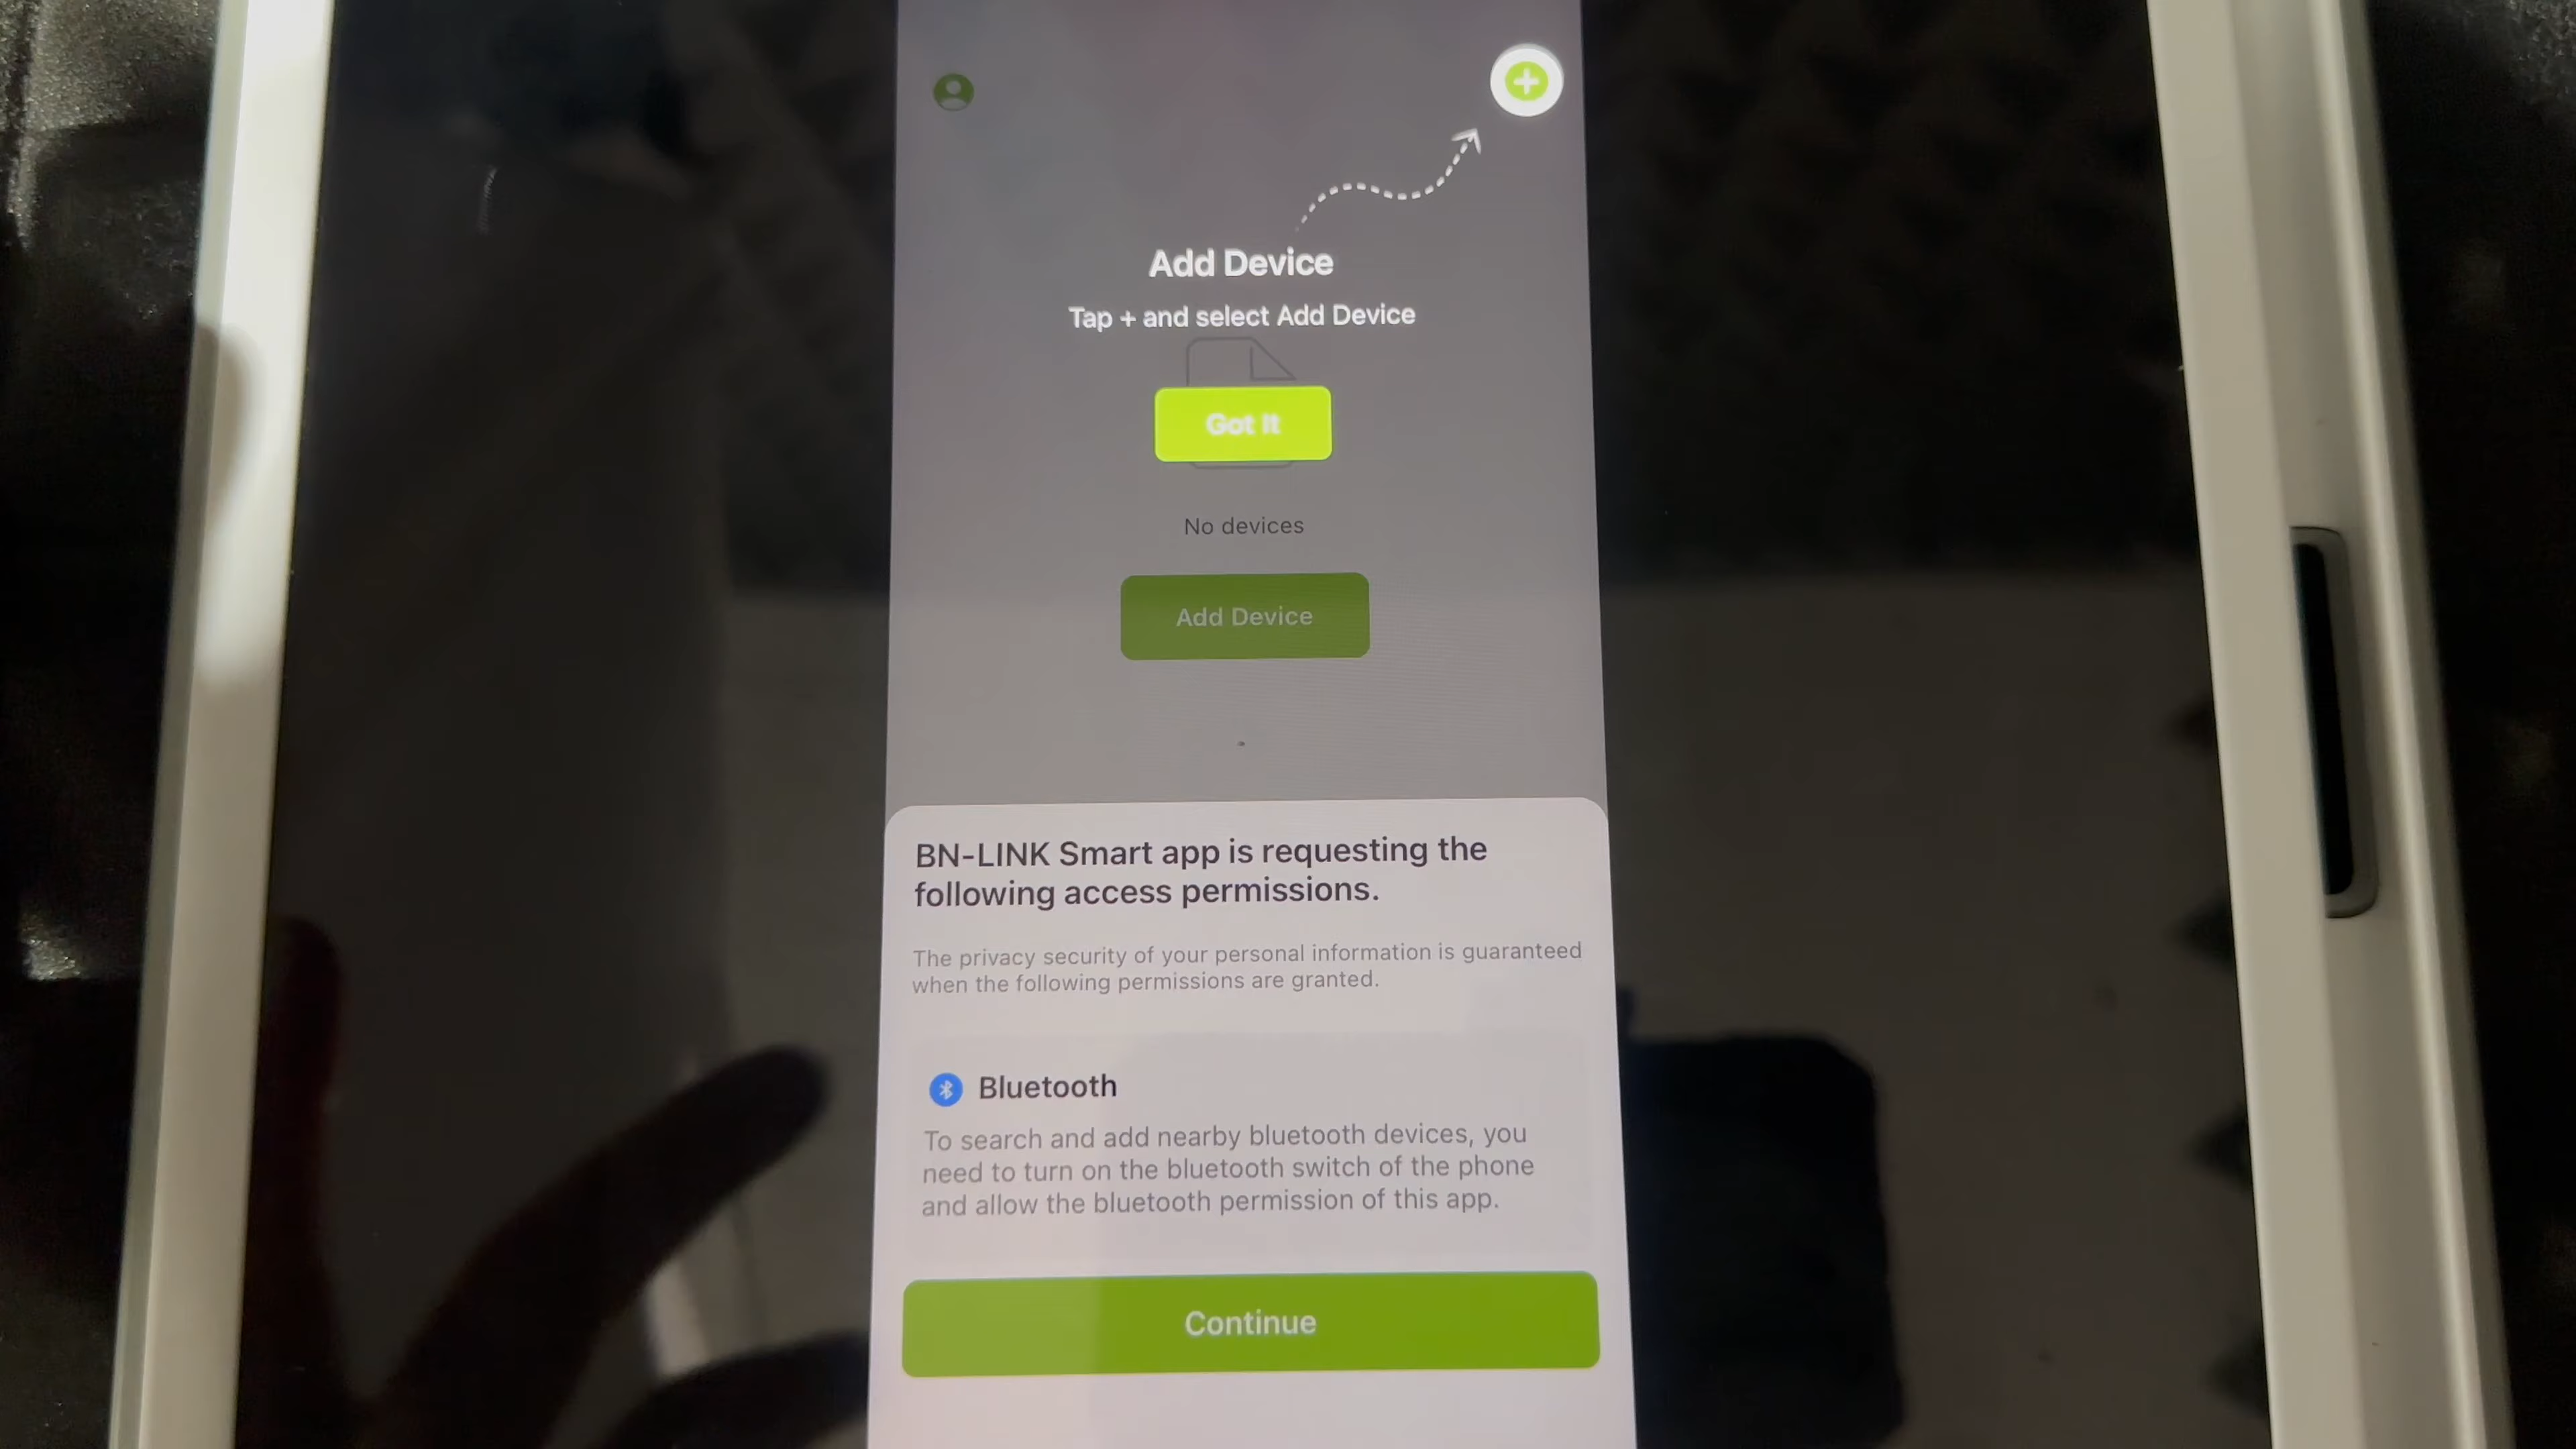 Add Device
Tap + and select Add Device
Got It
No devices
Add Device
BN-LINK Smart app is requesting the
following access permissions.
The privacy security of your personal information is guaranteed
when the following permissions are granted.
Bluetooth
To search and add nearby bluetooth devices, you
need to turn on the bluetooth switch of the phone
and allow the bluetooth permission of this app.
Continue